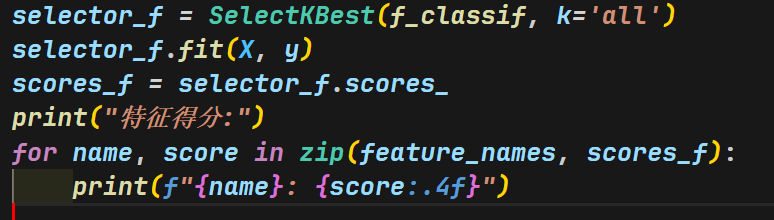 selector_f = SelectKBest(f_classif, k='all')
selector_f.fit(X, y)
scores_f = selector_f.scores_
print("特征得分:")
for name, score in zip(feature_names, scores_f):
    print(f"{name}: {score:.4f}")